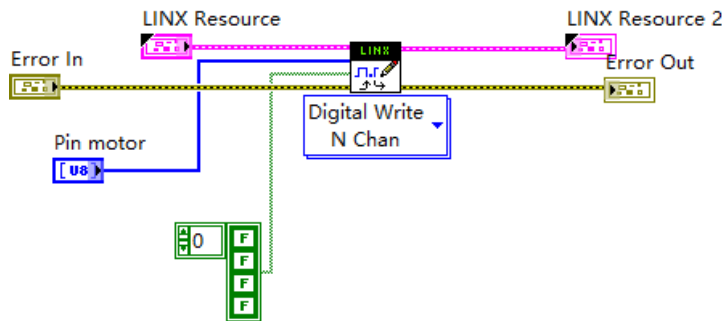 LINX Resource
LINX Resource 2
Error In
LINX
Error Out
Digital Write
N Chan
Pin motor
[U8]
0
F
F
F
F